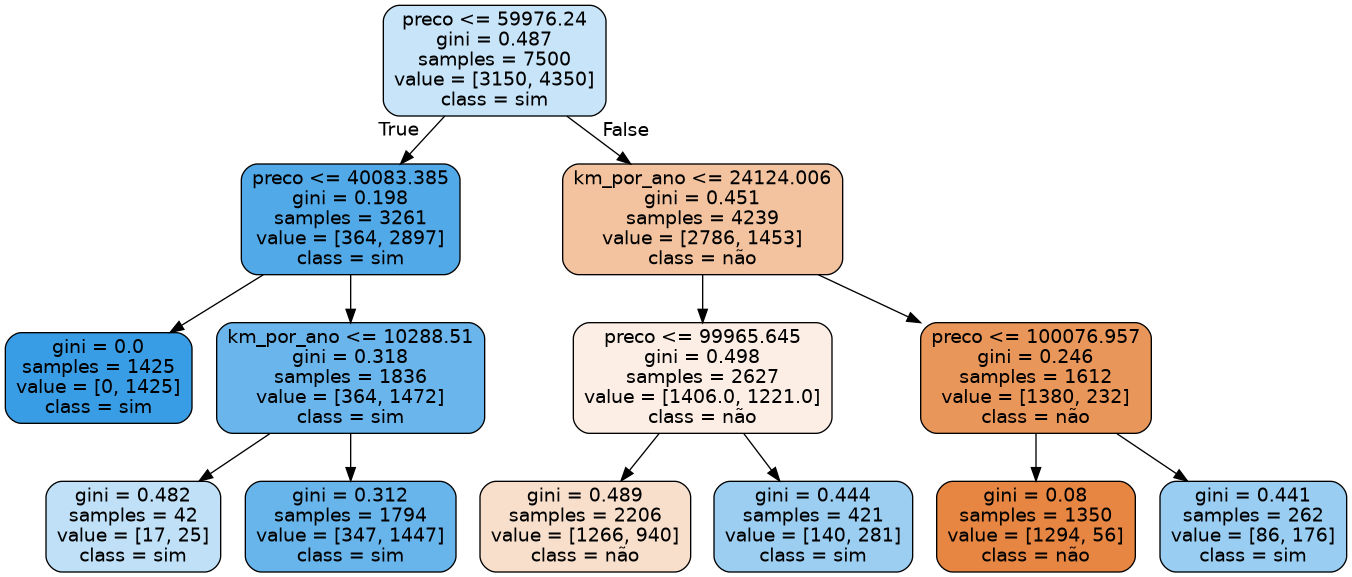 preco <= 59976.24
gini = 0.487
samples = 7500
value = [3150, 4350]
class = sim
True
False
preco <= 40083.385
gini = 0.198
samples = 3261
value = [364, 2897]
class = sim
km_por_ano <= 24124.006
gini = 0.451
samples = 4239
value = [2786, 1453]
class = não
gini = 0.0
samples = 1425
value = [0, 1425]
class = sim
km_por_ano <= 10288.51
gini = 0.318
samples = 1836
value = [364, 1472]
class = sim
preco <= 99965.645
gini = 0.498
samples = 2627
value = [1406.0, 1221.0]
class = não
preco <= 100076.957
gini = 0.246
samples = 1612
value = [1380, 232]
class = não
gini = 0.482
samples = 42
value = [17, 25]
class = sim
gini = 0.312
samples = 1794
value = [347, 1447]
class = sim
gini = 0.489
samples = 2206
value = [1266, 940]
class = não
gini = 0.444
samples = 421
value = [140, 281]
class = sim
gini = 0.08
samples = 1350
value = [1294, 56]
class = não
gini = 0.441
samples = 262
value = [86, 176]
class = sim